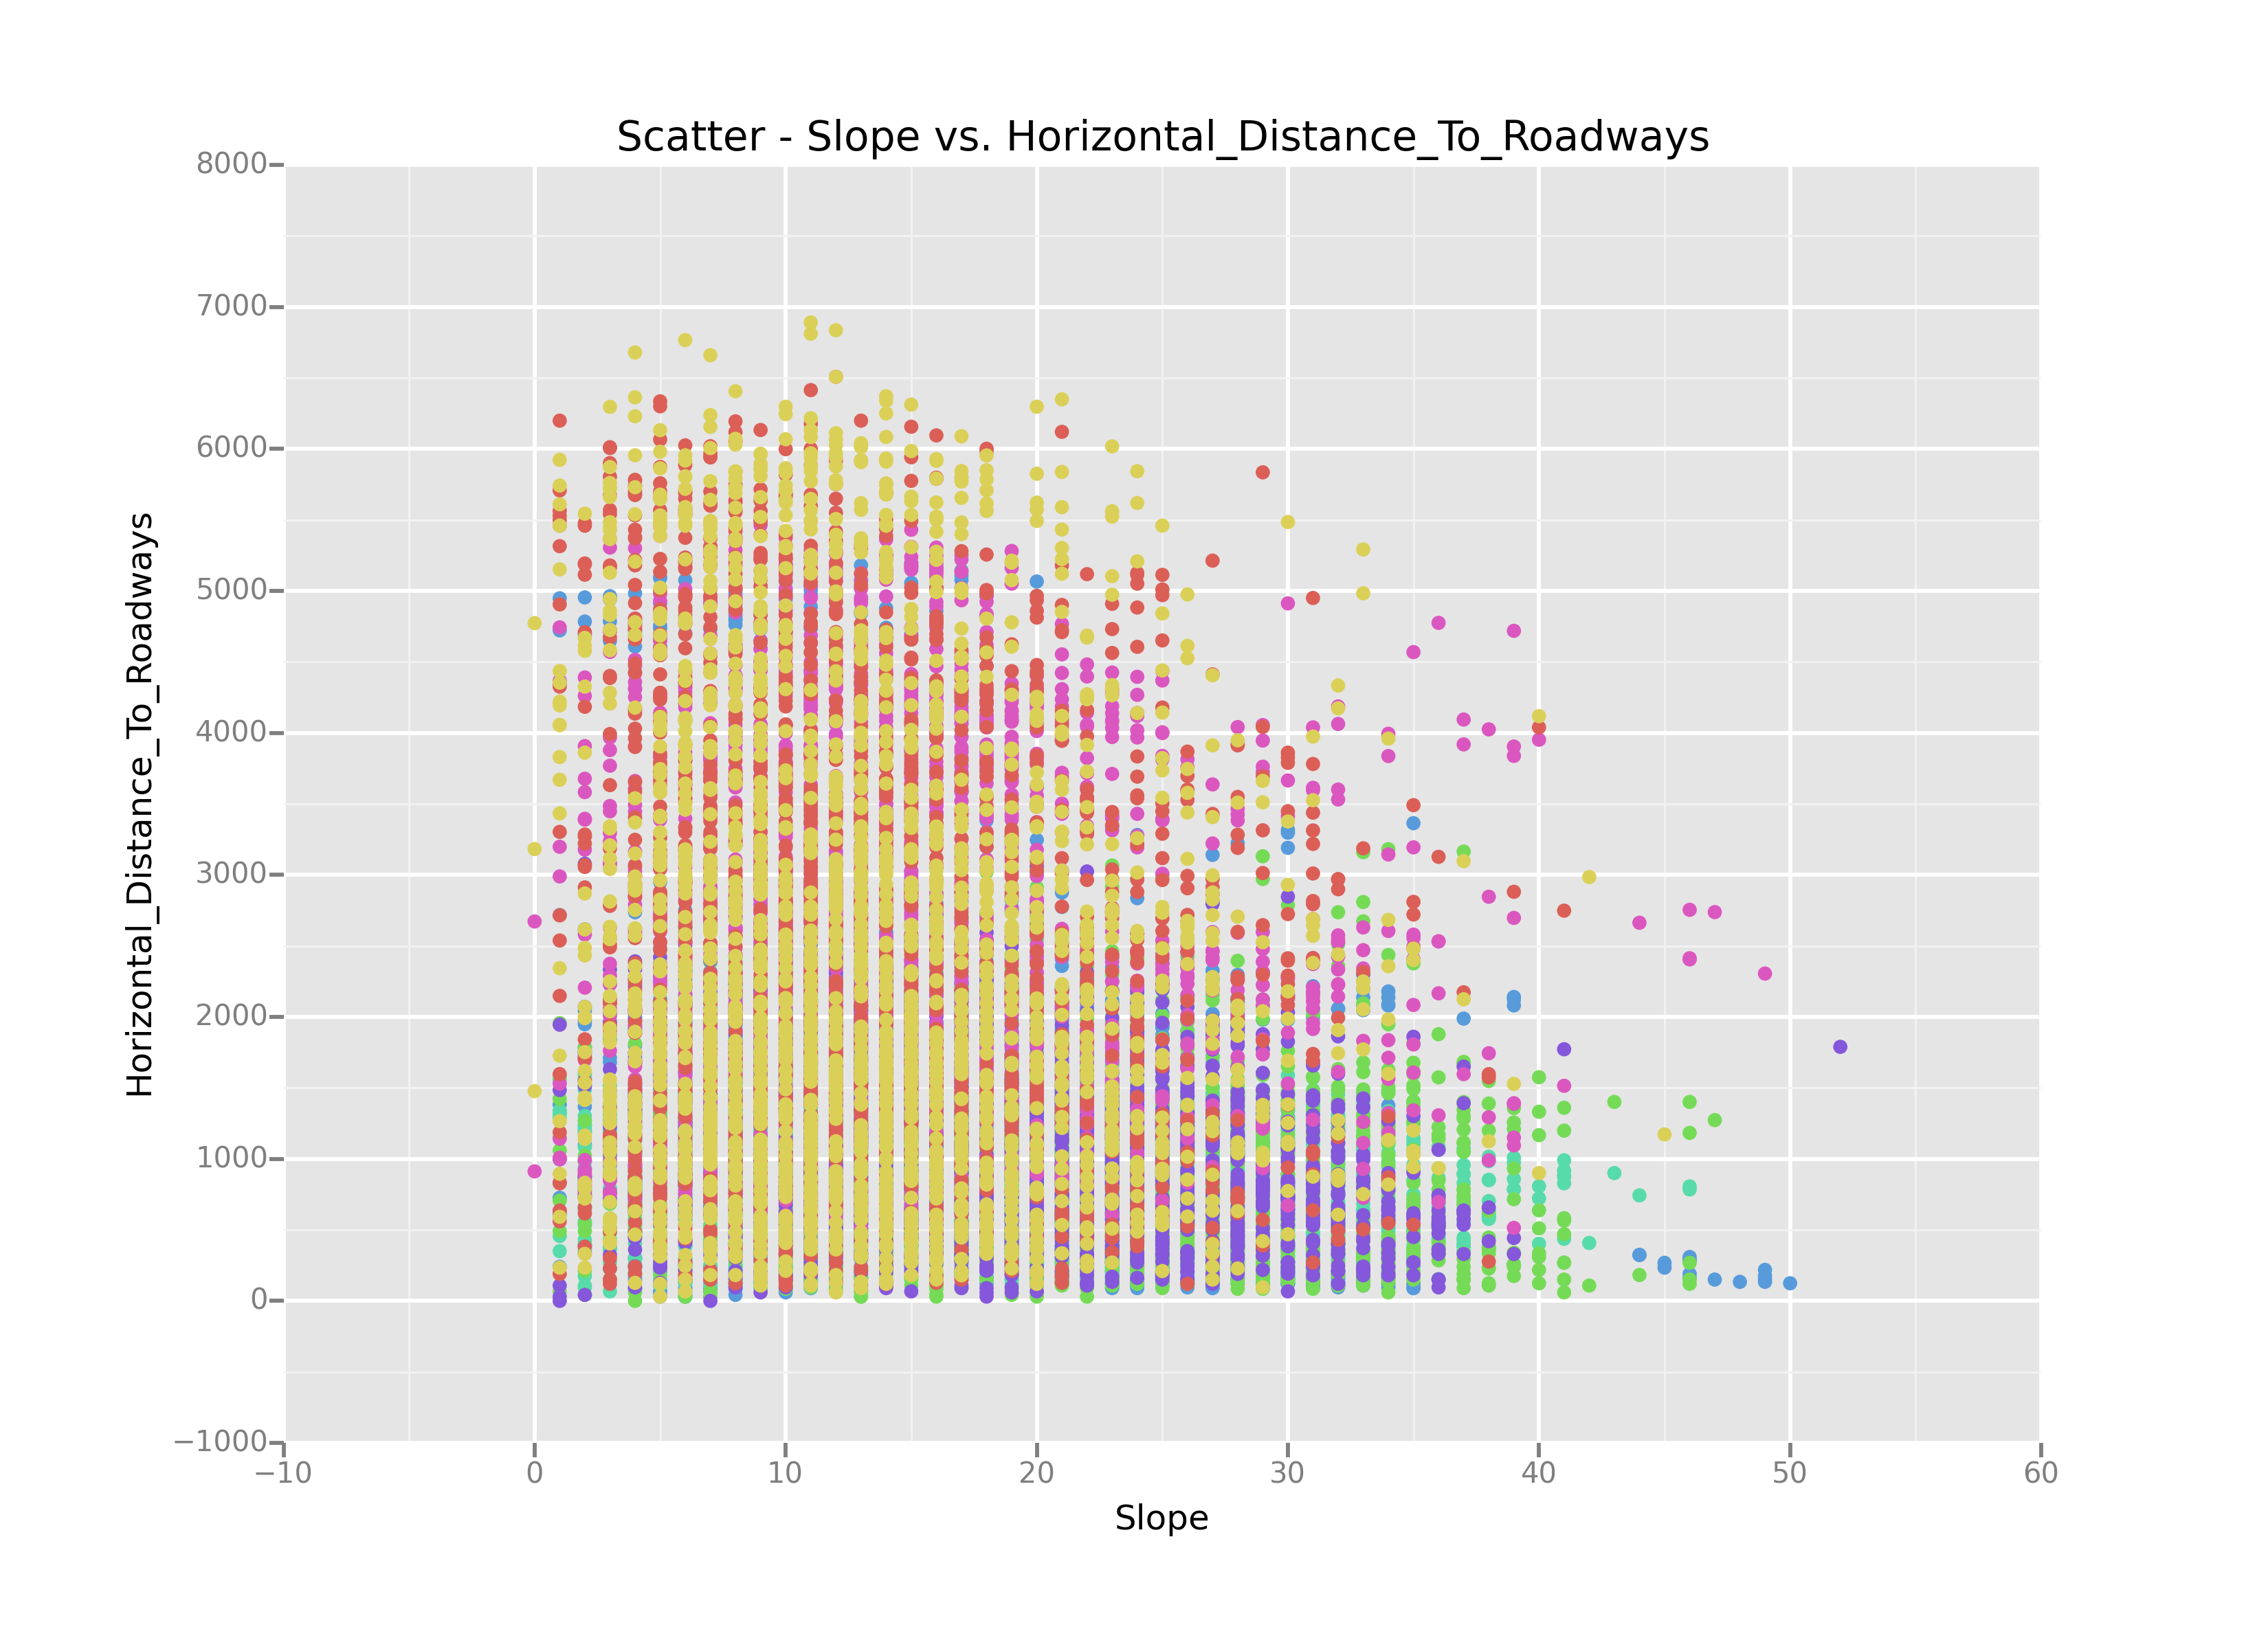 Scatter - Slope vs. Horizontal_Distance_To_Roadways
8000
7000
6000
5000
4000
3000
2000
1000
0
−1000
Horizontal_Distance_To_Roadways
−10 0 10 20 30 40 50 60
Slope